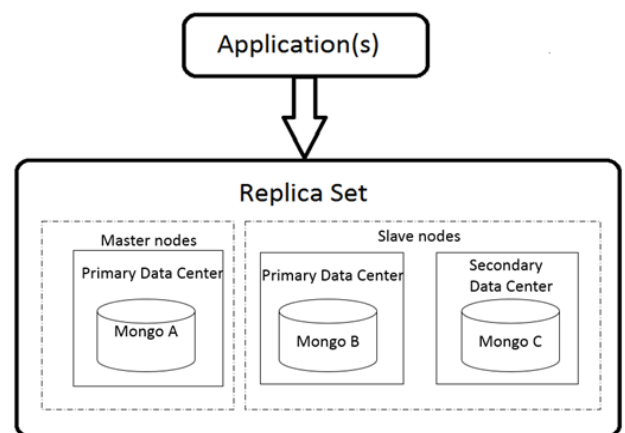 Application(s)
Replica Set
Master nodes
Primary Data Center
Mongo A
Slave nodes
Primary Data Center
Mongo B
Secondary
Data Center
Mongo C